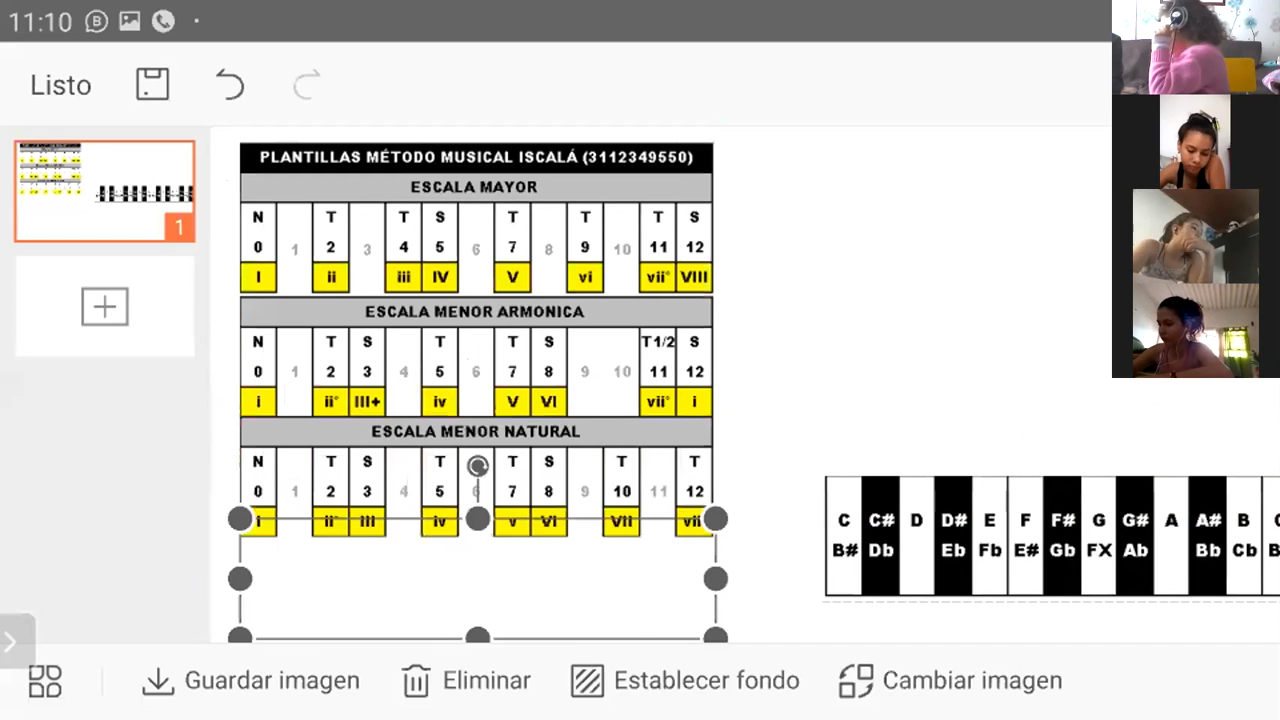 11:10
Listo
1
PLANTILLAS MÉTODO MUSICAL ISCALÁ (3112349550)
ESCALA MAYOR
N T T S T T T S
0 1 2 3 4 5 6 7 8 9 10 11 12
I ii iii IV V vi vii° VIII
ESCALA MENOR ARMONICA
N T S T T S T1/2 S
0 1 2 3 4 5 6 7 8 9 10 11 12
i ii° III+ iv V VI vii° i
ESCALA MENOR NATURAL
N T S T T S T T
0 1 2 3 4 5 6 7 8 9 10 11 12
i ii° III iv v VI VII vii
C C# D D# E F F# G G# A A# B
B# Db Eb Fb E# Gb FX Ab Bb Cb B
Guardar imagen Eliminar Establecer fondo Cambiar imagen